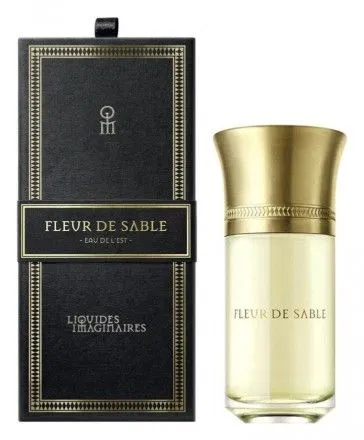 FLEUR DE SABLE
- EAU DE L'EST -
LIQUIDES
IMAGINAIRES
FLEUR DE SABLE